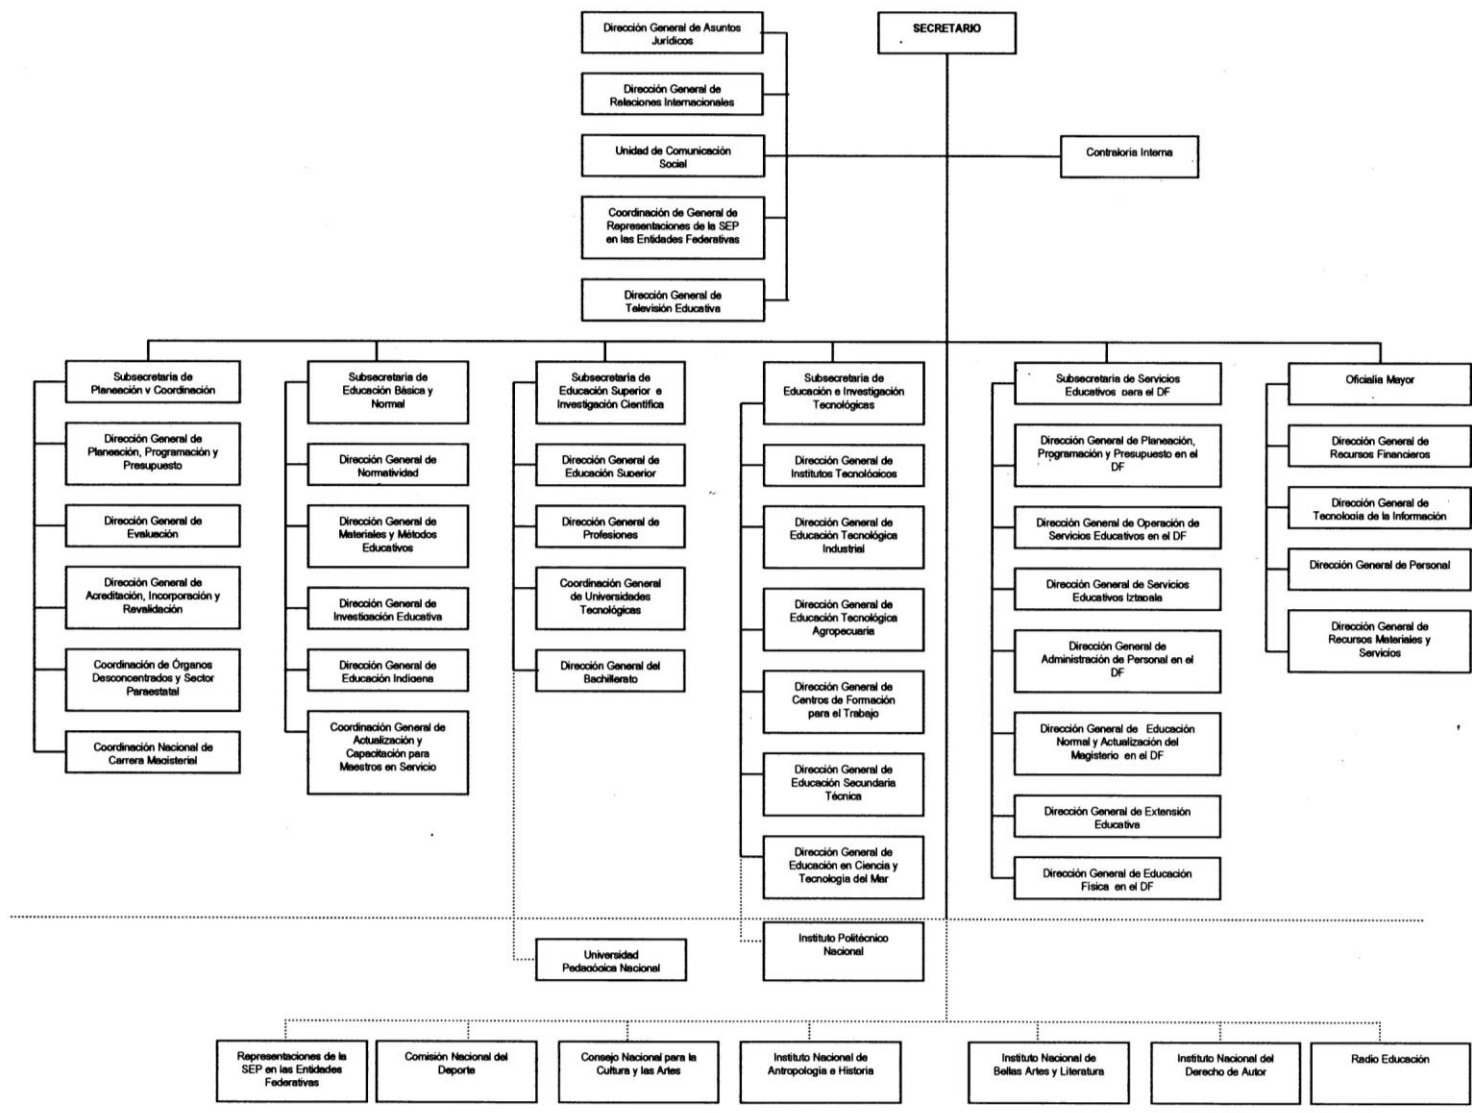 SECRETARIO
Dirección General de Asuntos
Jurídicos
Dirección General de
Relaciones Internacionales
Unidad de Comunicación
Social
Contraloria Interna
Coordinación de General de
Representaciones de la SEP
en las Entidades Federativas
Dirección General de
Televisión Educativa
Subsecretaria de
Planeación y Coordinación
Dirección General de
Planeación, Programación y
Presupuesto
Dirección General de
Evaluación
Dirección General de
Acreditación, Incorporación y
Revalidación
Coordinación de Órganos
Desconcentrados y Sector
Paraestatal
Coordinación Nacional de
Carrera Magisterial
Subsecretaria de
Educación Básica y
Normal
Dirección General de
Normatividad
Dirección General de
Materiales y Métodos
Educativos
Dirección General de
Investigación Educativa
Dirección General de
Educación Indígena
Coordinación General de
Actualización y
Capacitación para
Maestros en Servicio
Subsecretaria de
Educación Superior e
Investigación Científica
Dirección General de
Educación Superior
Dirección General de
Profesiones
Coordinación General
de Universidades
Tecnológicas
Dirección General del
Bachillerato
Subsecretaria de
Educación e Investigación
Tecnológicas
Dirección General de
Institutos Tecnológicos
Dirección General de
Educación Tecnológica
Industrial
Dirección General de
Educación Tecnológica
Agropecuaria
Dirección General de
Centros de Formación
para el Trabajo
Dirección General de
Educación Secundaria
Técnica
Dirección General de
Educación en Ciencia y
Tecnología del Mar
Subsecretaria de Servicios
Educativos para el DF
Dirección General de Planeación,
Programación y Presupuesto en el
DF
Dirección General de Operación de
Servicios Educativos en el DF
Dirección General de Servicios
Educativos Iztapala
Dirección General de
Administración de Personal en el
DF
Dirección General de Educación
Normal y Actualización del
Magisterio en el DF
Dirección General de Extensión
Educativa
Dirección General de Educación
Física en el DF
Oficialía Mayor
Dirección General de
Recursos Financieros
Dirección General de
Tecnología de la Información
Dirección General de Personal
Dirección General de
Recursos Materiales y
Servicios
Universidad
Pedagógica Nacional
Instituto Politécnico
Nacional
Representaciones de la
SEP en las Entidades
Federativas
Comisión Nacional del
Deporte
Consejo Nacional para la
Cultura y las Artes
Instituto Nacional de
Antropología e Historia
Instituto Nacional de
Bellas Artes y Literatura
Instituto Nacional del
Derecho de Autor
Radio Educación